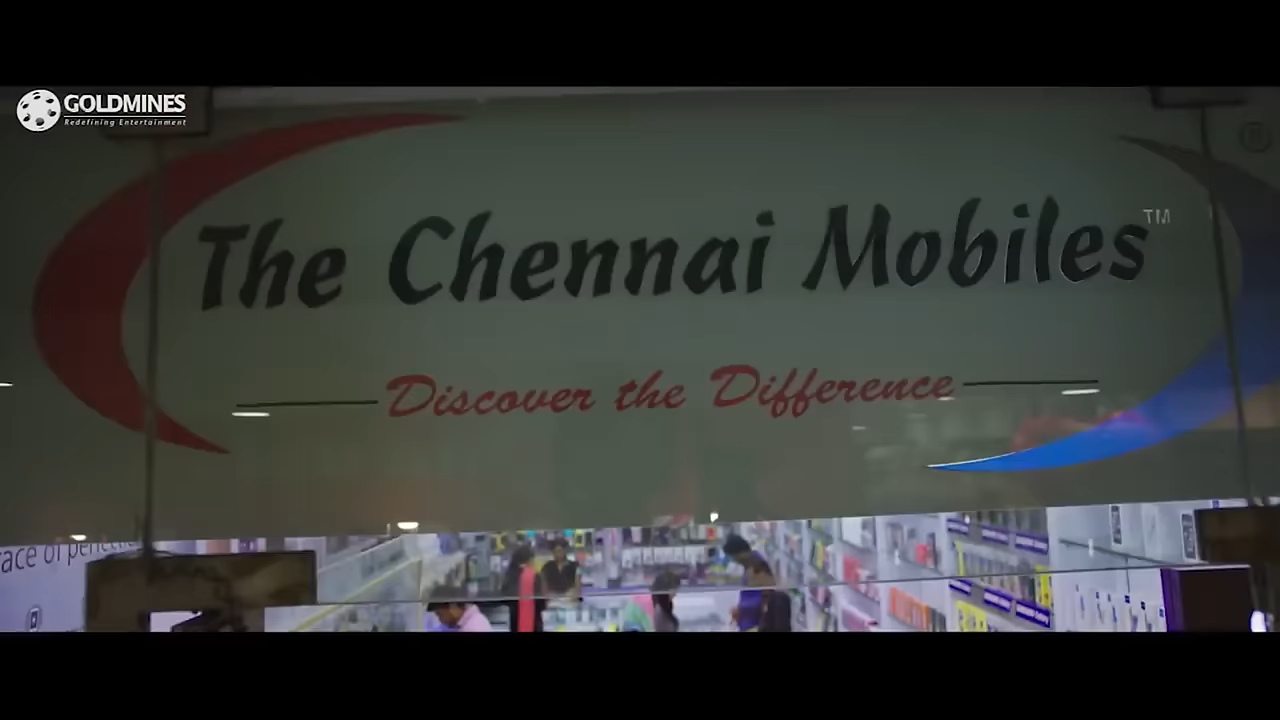 GOLDMINES
Redefining Entertainment
The Chennai Mobiles™
Discover the Difference